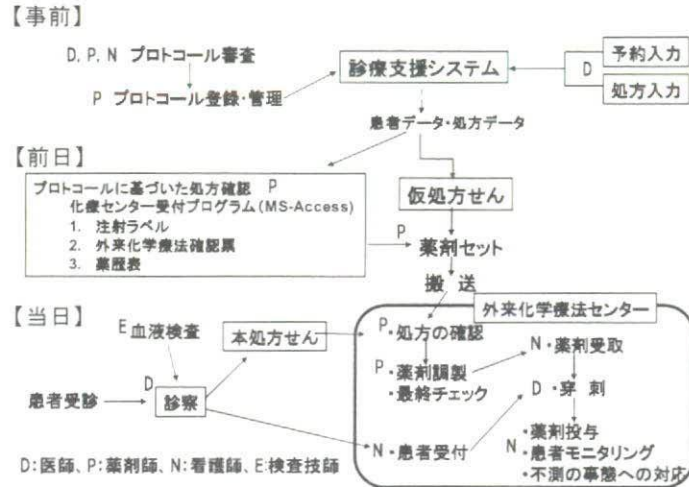 【事前】
D, P, N プロトコール審査
P プロトコール登録・管理
診療支援システム
D
予約入力
処方入力
患者データ・処方データ
【前日】
プロトコールに基づいた処方確認 P
化療センター受付プログラム(MS-Access)
1. 注射ラベル
2. 外来化学療法確認票
3. 薬歴表
仮処方せん
P
薬剤セット
搬 送
外来化学療法センター
【当日】
E血液検査
本処方せん
P・処方の確認
N・薬剤受取
患者受診
D
診察
P・薬剤調製
・最終チェック
D・穿 刺
N・患者受付
・薬剤投与
N・患者モニタリング
・不測の事態への対応
D:医師、P:薬剤師、N:看護師、E:検査技師